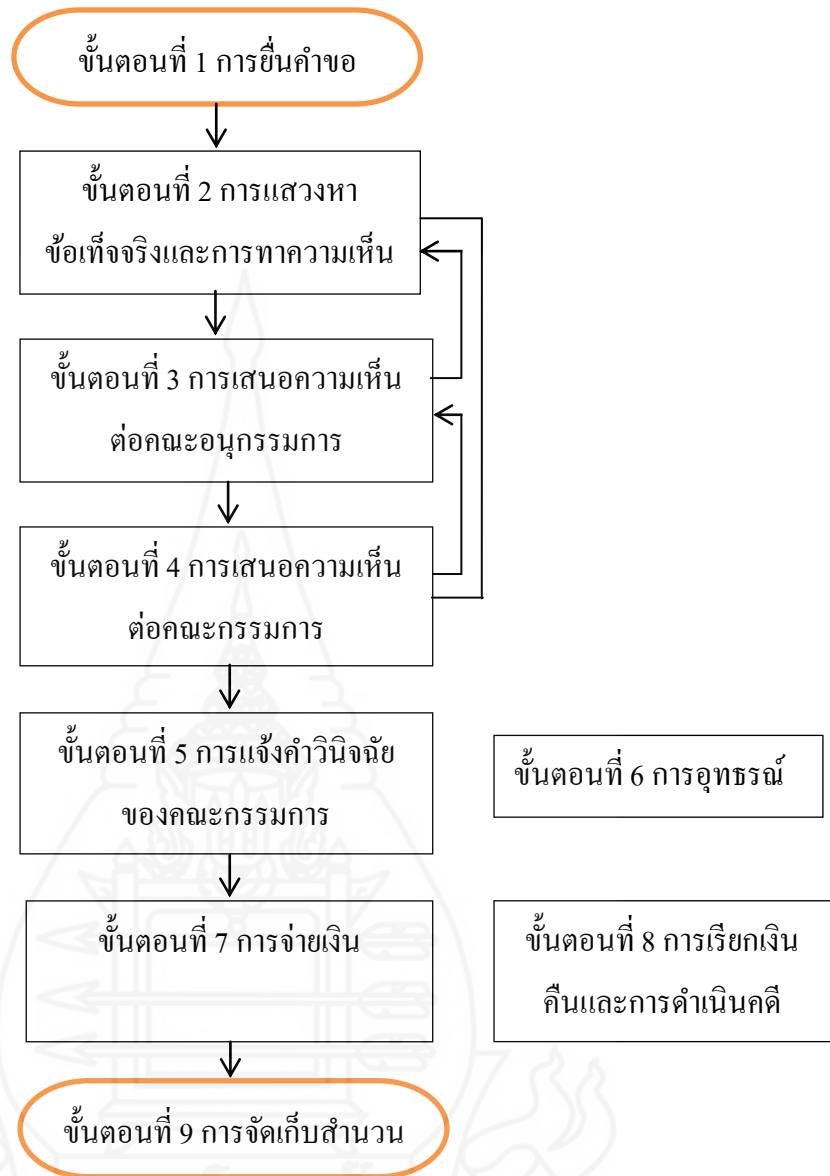 ขั้นตอนที่ 1 การยื่นคำขอ
ขั้นตอนที่ 2 การแสวงหา
ข้อเท็จจริงและการทาความเห็น
ขั้นตอนที่ 3 การเสนอความเห็น
ต่อคณะอนุกรรมการ
ขั้นตอนที่ 4 การเสนอความเห็น
ต่อคณะกรรมการ
ขั้นตอนที่ 5 การแจ้งคำวินิจฉัย
ของคณะกรรมการ
ขั้นตอนที่ 6 การอุทธรณ์
ขั้นตอนที่ 7 การจ่ายเงิน
ขั้นตอนที่ 8 การเรียกเงิน
คืนและการดำเนินคดี
ขั้นตอนที่ 9 การจัดเก็บสำนวน